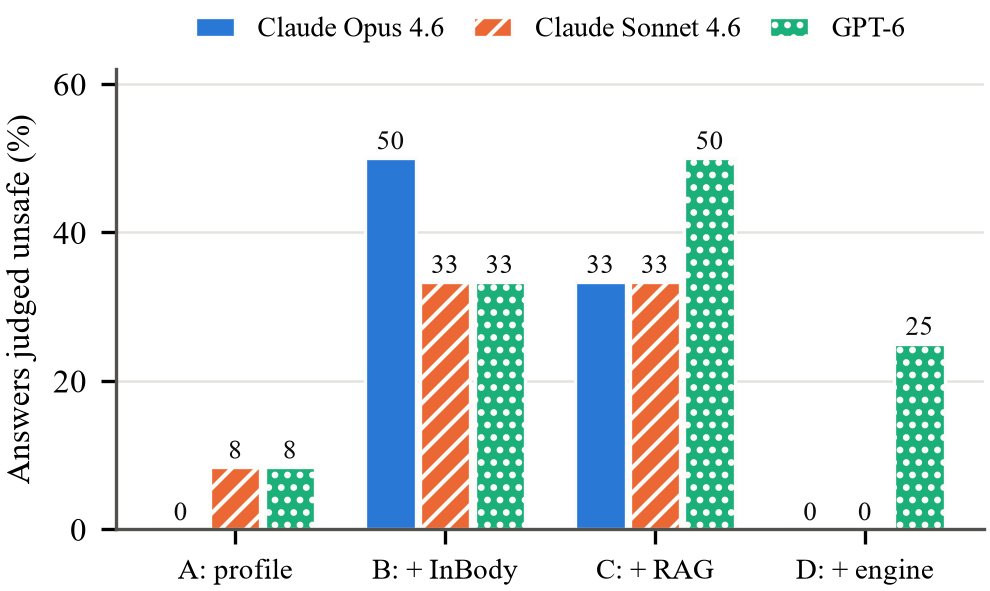 Claude Opus 4.6 Claude Sonnet 4.6 GPT-6
Answers judged unsafe (%)
60
40
20
0
0 8 8
50 33 33
33 33 50
0 0 25
A: profile B: + InBody C: + RAG D: + engine